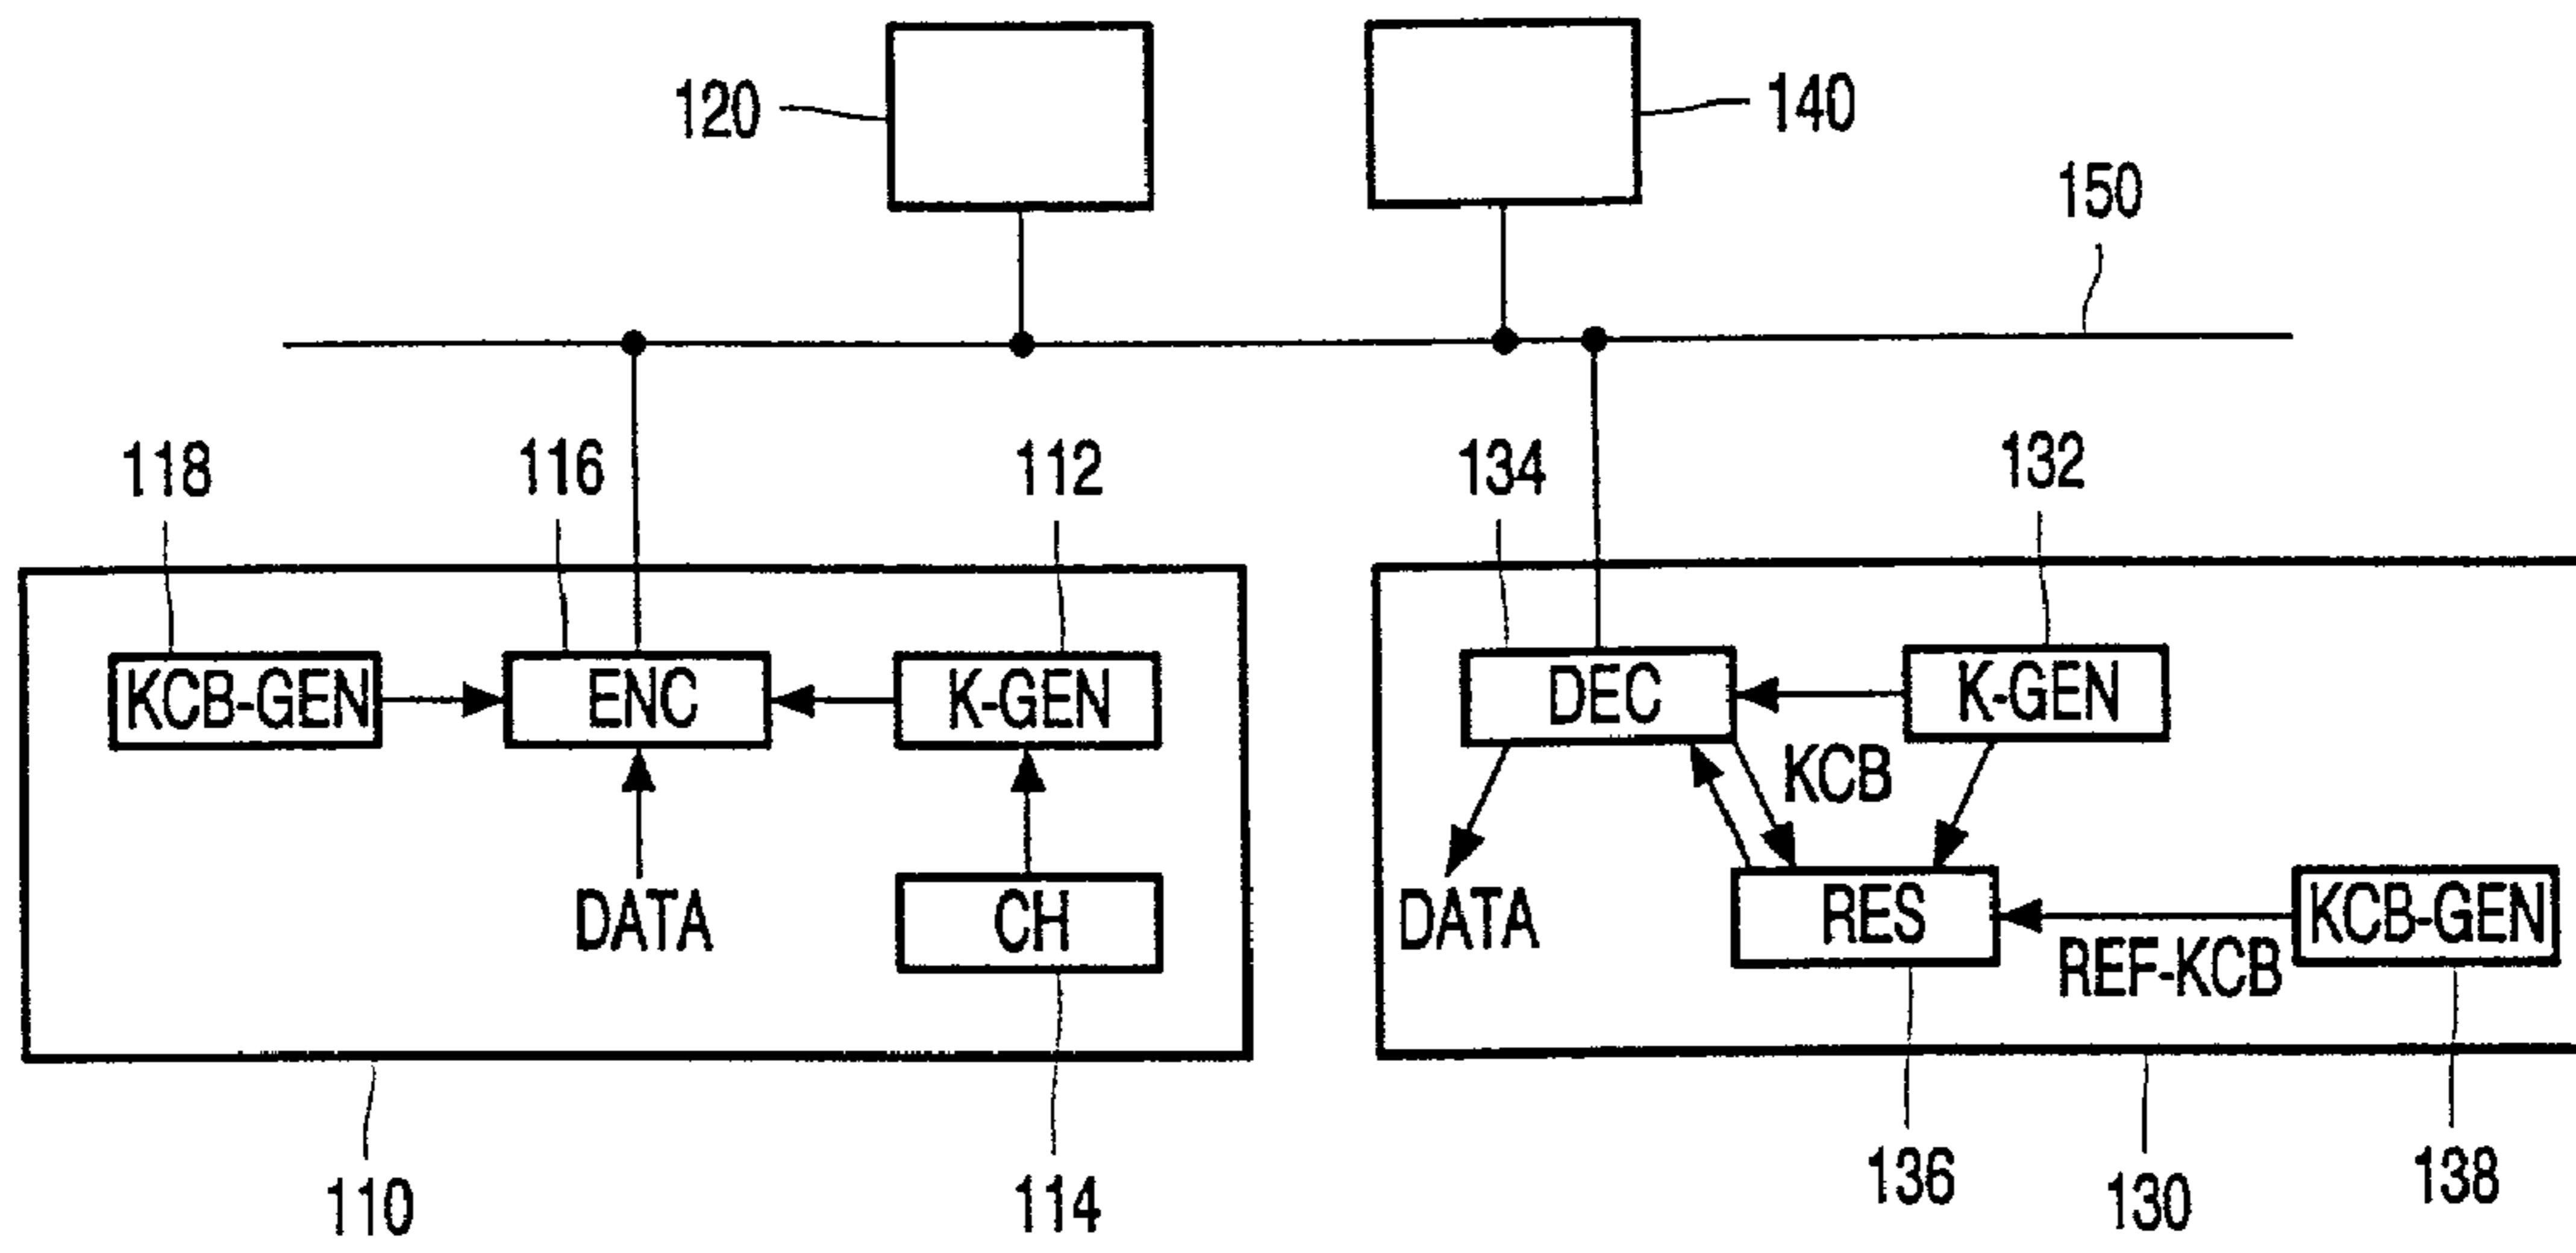 120
140
150
118
116
112
134
132
KCB-GEN
ENC
K-GEN
DEC
K-GEN
KCB
DATA
CH
DATA
RES
KCB-GEN
REF-KCB
110
114
136
130
138